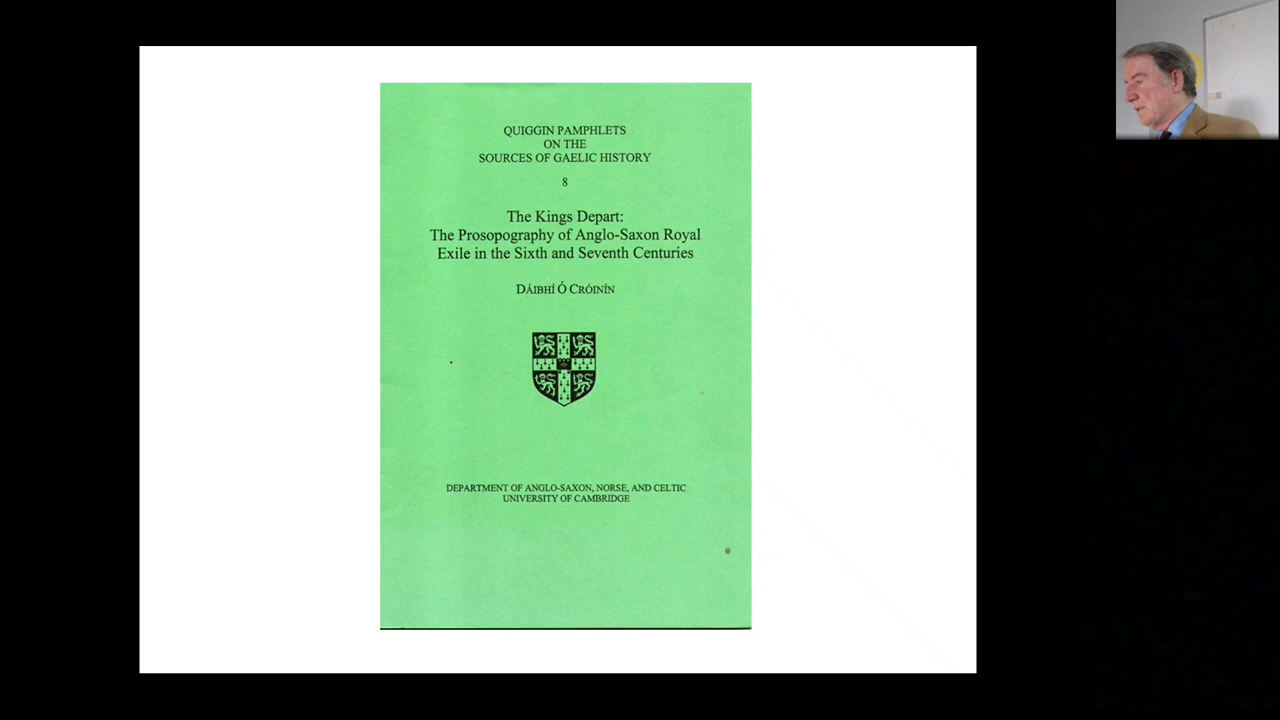 QUIGGIN PAMPHLETS
ON THE
SOURCES OF GAELIC HISTORY
8
The Kings Depart:
The Prosopography of Anglo-Saxon Royal
Exile in the Sixth and Seventh Centuries
DÁIBHÍ Ó CRÓINÍN
DEPARTMENT OF ANGLO-SAXON, NORSE, AND CELTIC
UNIVERSITY OF CAMBRIDGE